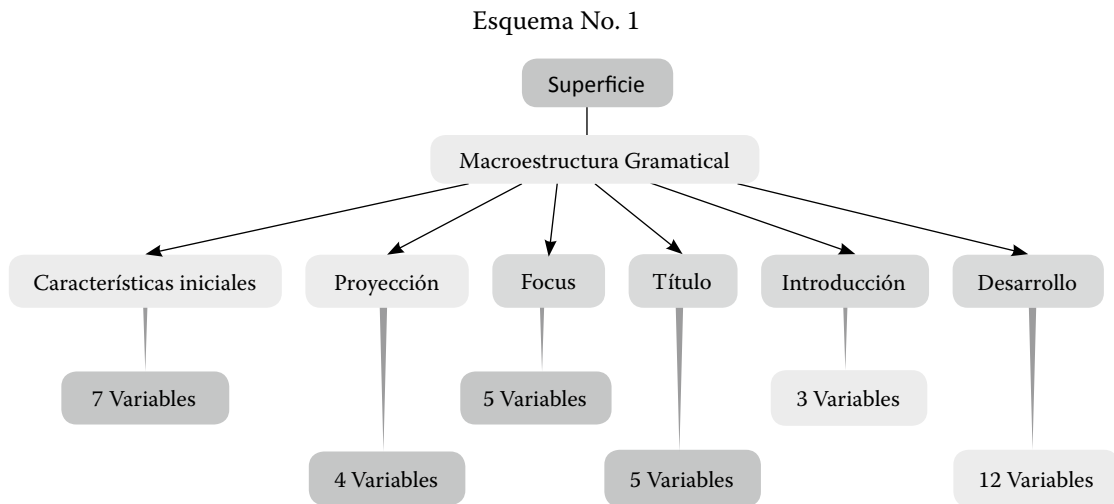 Esquema No. 1
Superficie
Macroestructura Gramatical
Características iniciales
Proyección
Focus
Título
Introducción
Desarrollo
7 Variables
5 Variables
3 Variables
4 Variables
5 Variables
12 Variables